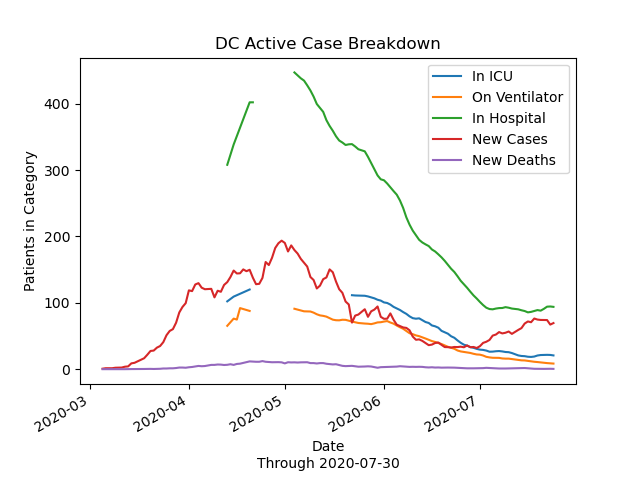 DC Active Case Breakdown
In ICU
On Ventilator
In Hospital
New Cases
New Deaths
Patients in Category
400
300
200
100
0
2020-03
2020-04
2020-05
2020-06
2020-07
Date
Through 2020-07-30